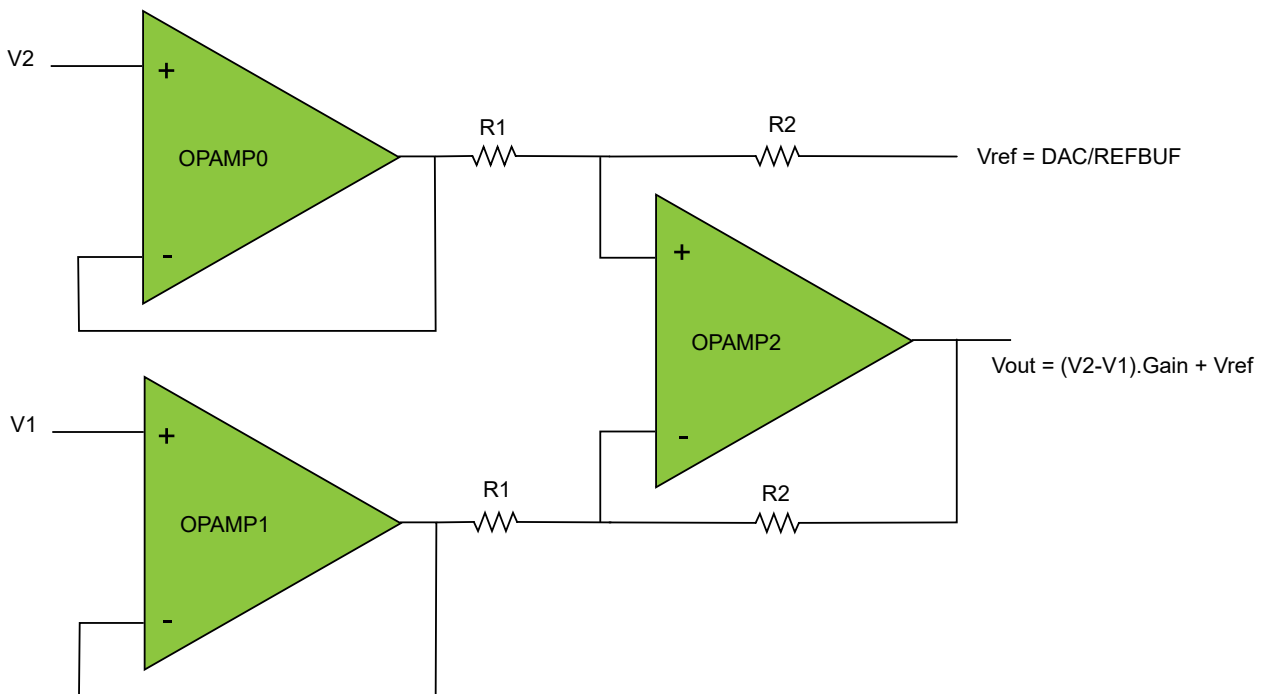 V2
+
OPAMP0
-
R1
R2
Vref = DAC/REFBUF
+
OPAMP2
-
Vout = (V2-V1).Gain + Vref
V1
+
OPAMP1
-
R1
R2